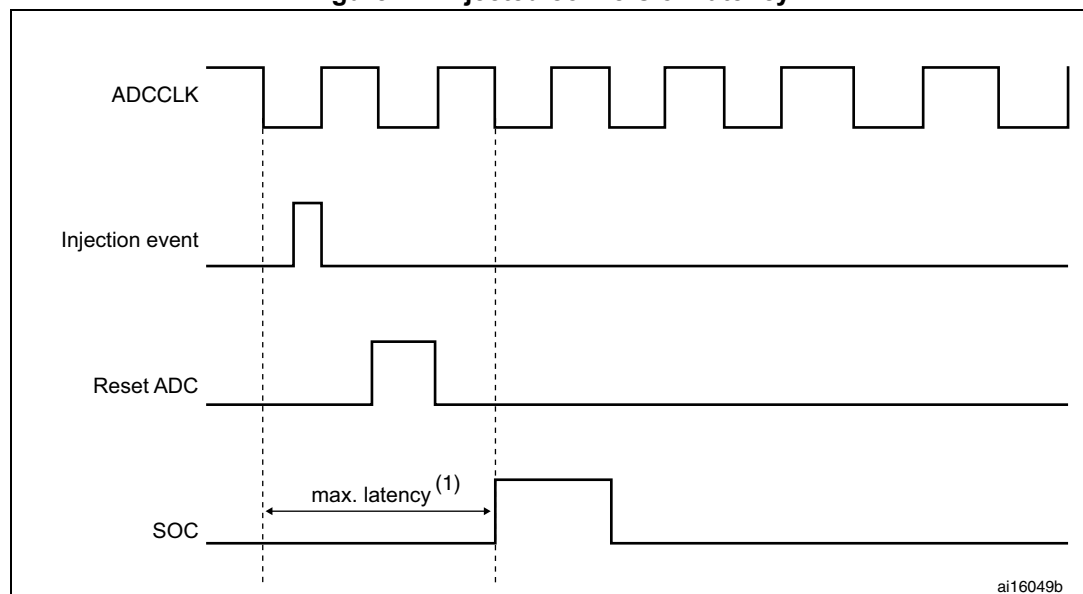 ADCCLK
Injection event
Reset ADC
max. latency (1)
SOC
ai16049b